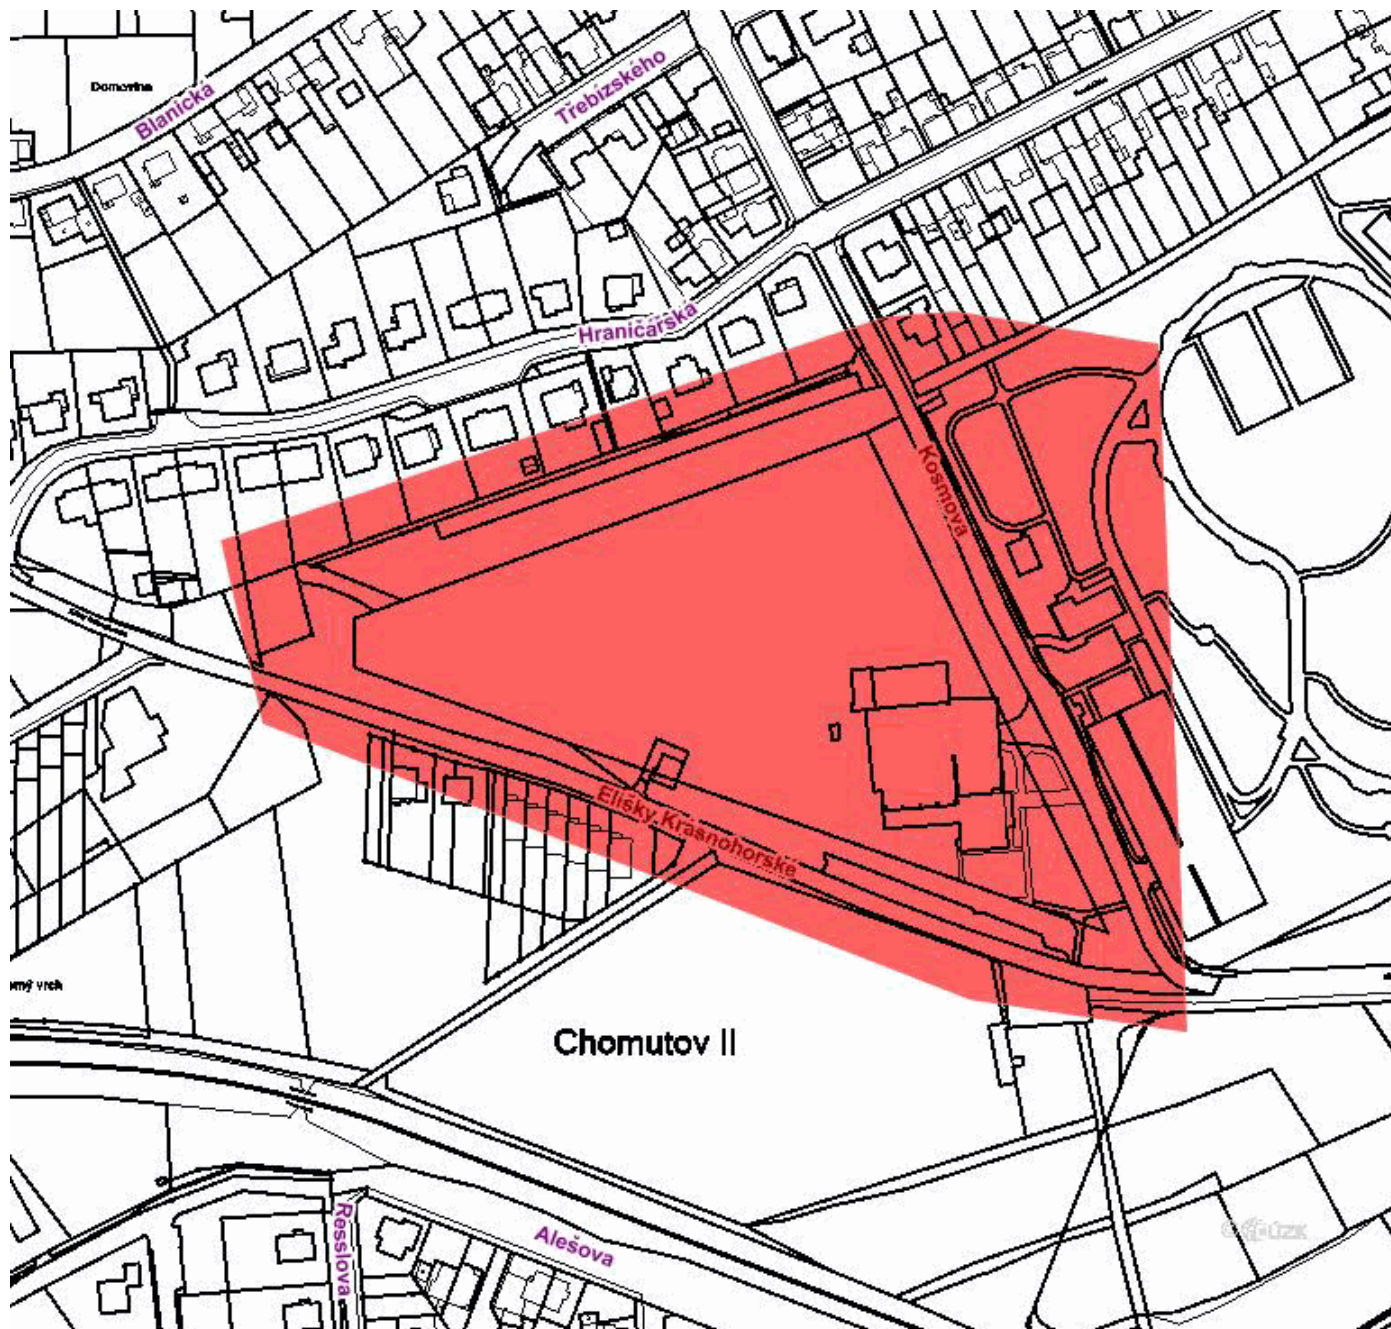 Domovina
Blanická
Třebízského
Hraničářská
Kosmova
Elišky Krásnohorské
Chomutov II
Resslova
Alešova